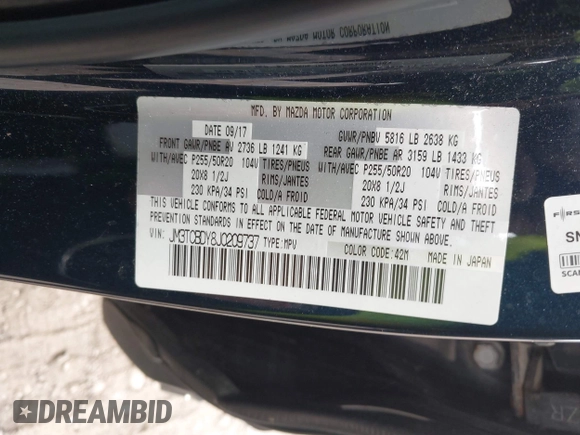 MAZDA MOTOR CORPORATION
MFD. BY MAZDA MOTOR CORPORATION
DATE 09/17 GVWR/PNBV 5816 LB 2638 KG
FRONT GAWR/PNBE AV 2736 LB 1241 KG REAR GAWR/PNBE AR 3159 LB 1433 KG
WITH/AVEC P255/50R20 104V TIRES/PNEUS WITH/AVEC P255/50R20 104V TIRES/PNEUS
20X8 1/2J RIMS/JANTES 20X8 1/2J RIMS/JANTES
230 KPA/34 PSI COLD/A FROID 230 KPA/34 PSI COLD/A FROID
THIS VEHICLE CONFORMS TO ALL APPLICABLE FEDERAL MOTOR VEHICLE SAFETY AND THEFT
PREVENTION STANDARDS IN EFFECT ON THE DATE OF MANUFACTURE SHOWN ABOVE.
VIN: JM3TCBDY8J0209737 TYPE:MPV COLOR CODE:42M MADE IN JAPAN
SN
SCAN
DREAMBID